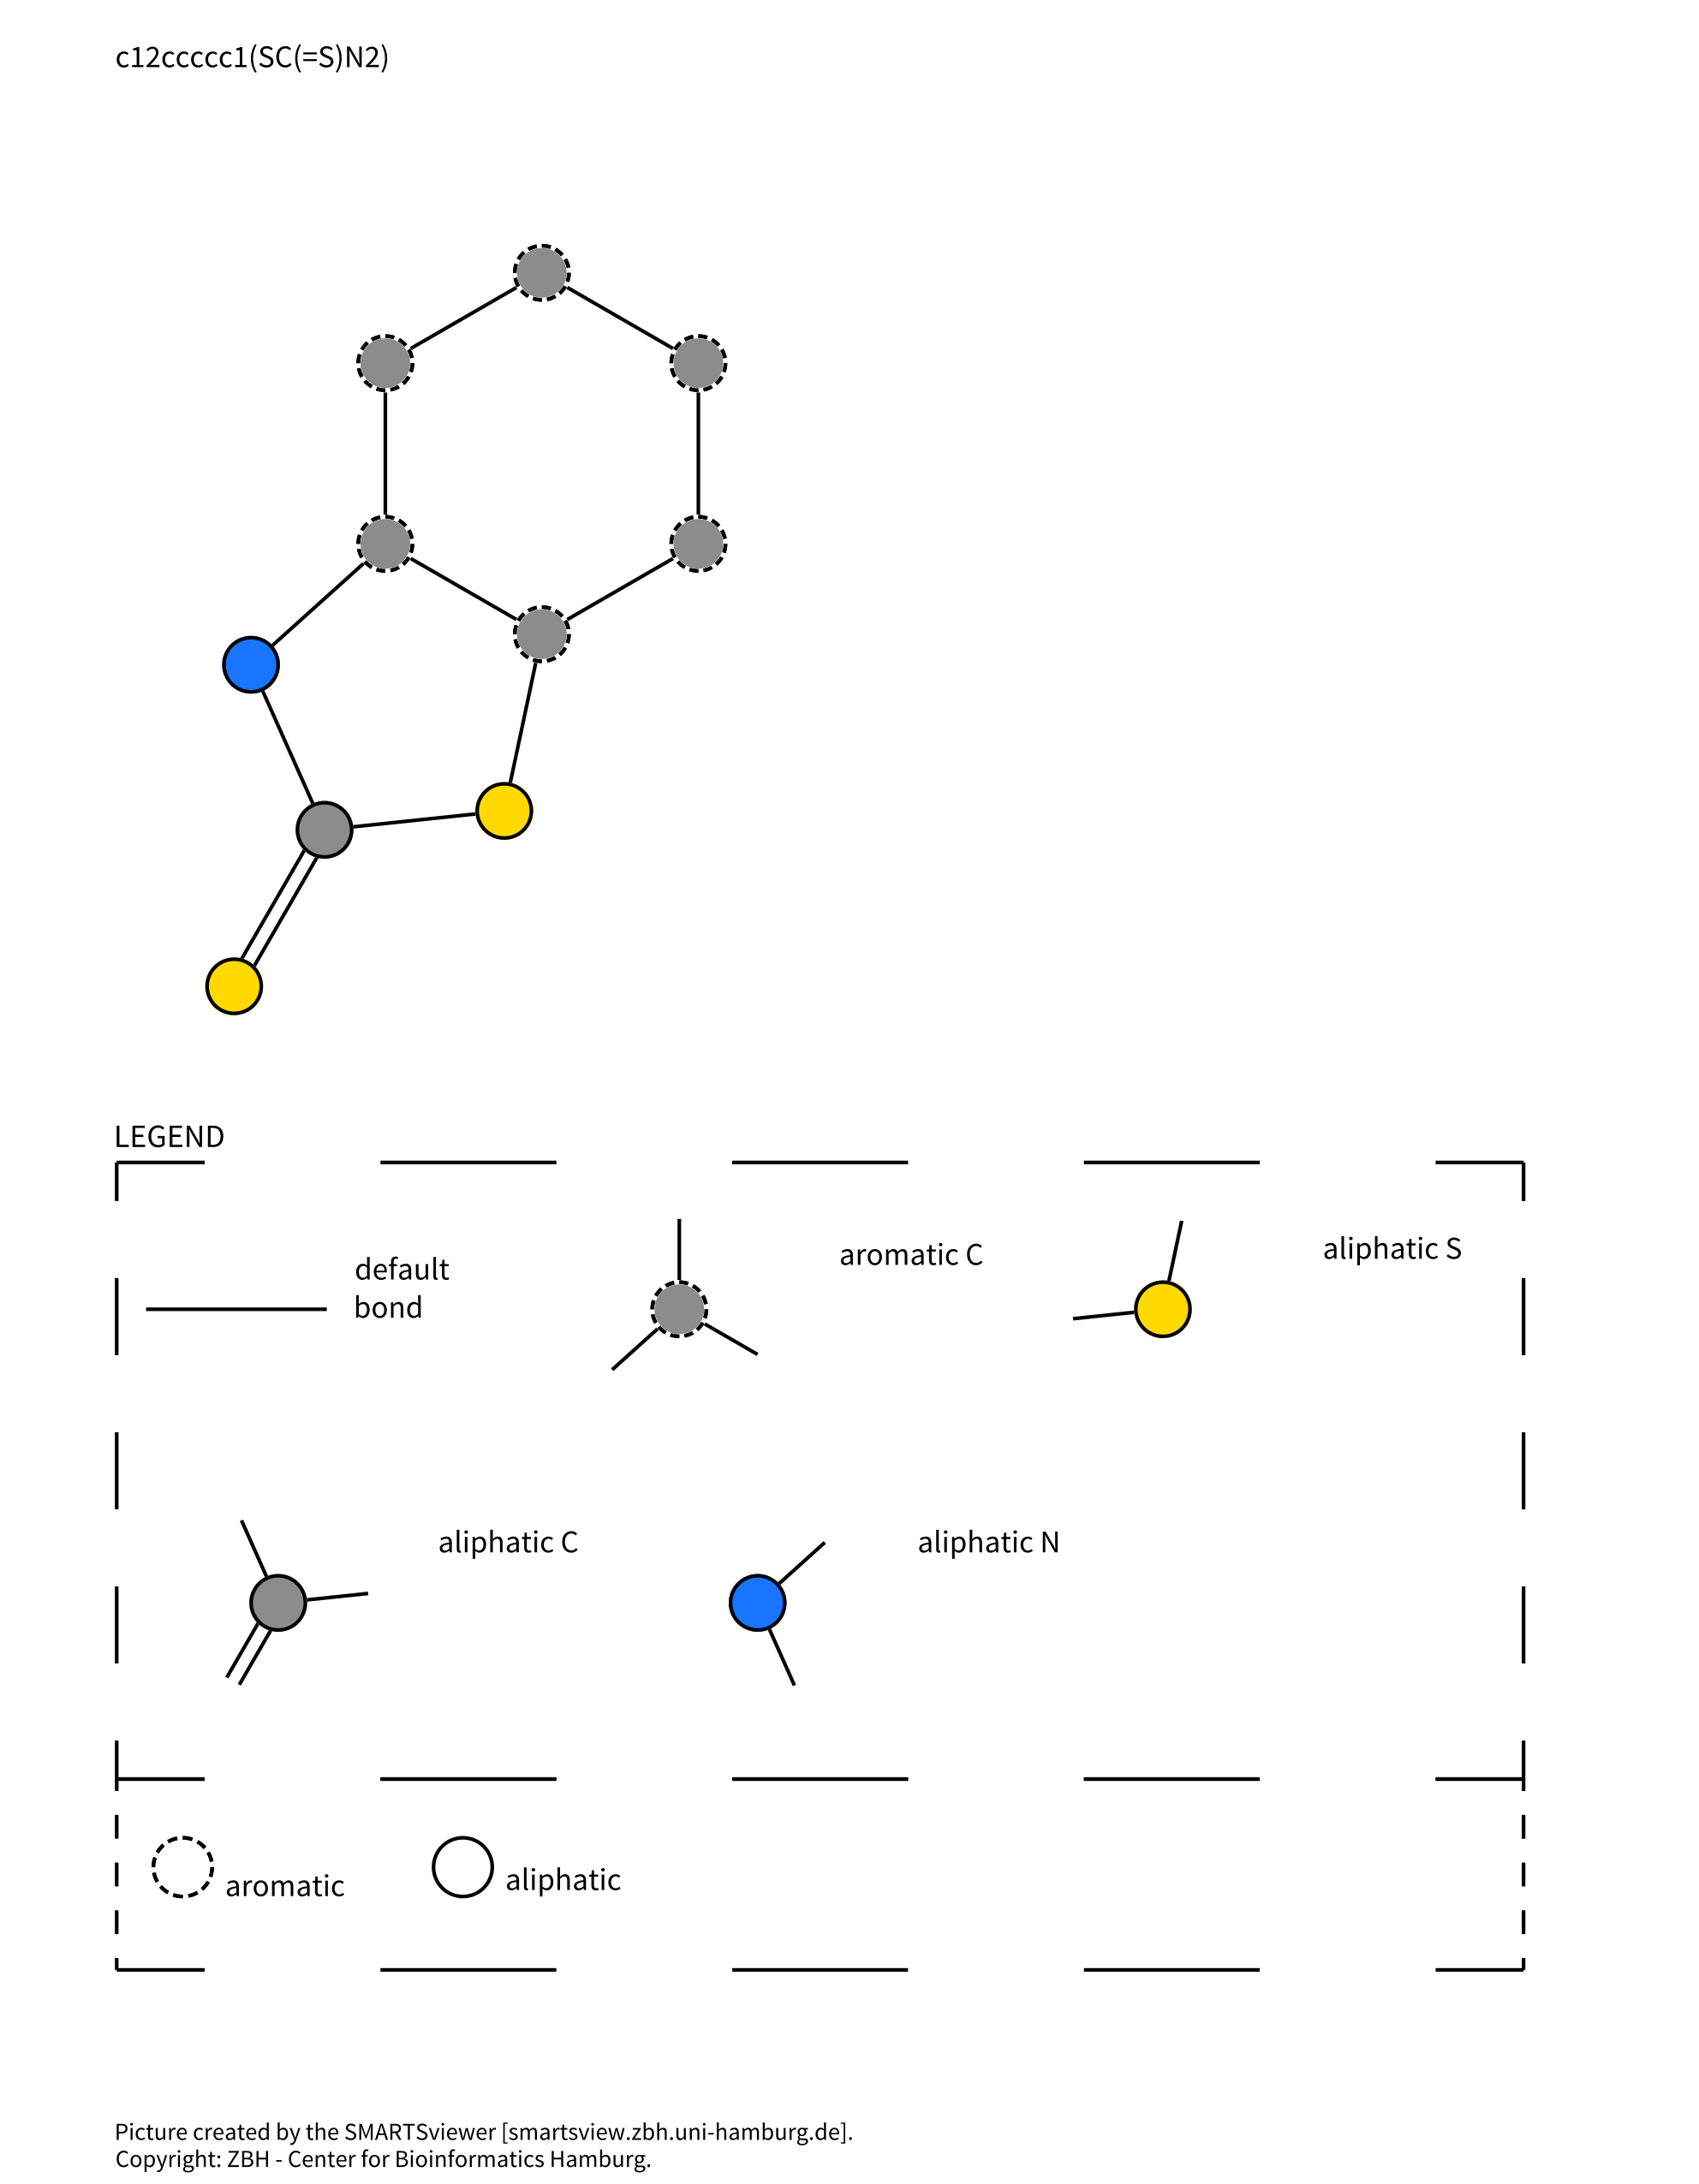 c12ccccc1(SC(=S)N2)
LEGEND
default
bond
aromatic C
aliphatic S
aliphatic C
aliphatic N
aromatic
aliphatic
Picture created by the SMARTSviewer [smartsview.zbh.uni-hamburg.de].
Copyright: ZBH - Center for Bioinformatics Hamburg.